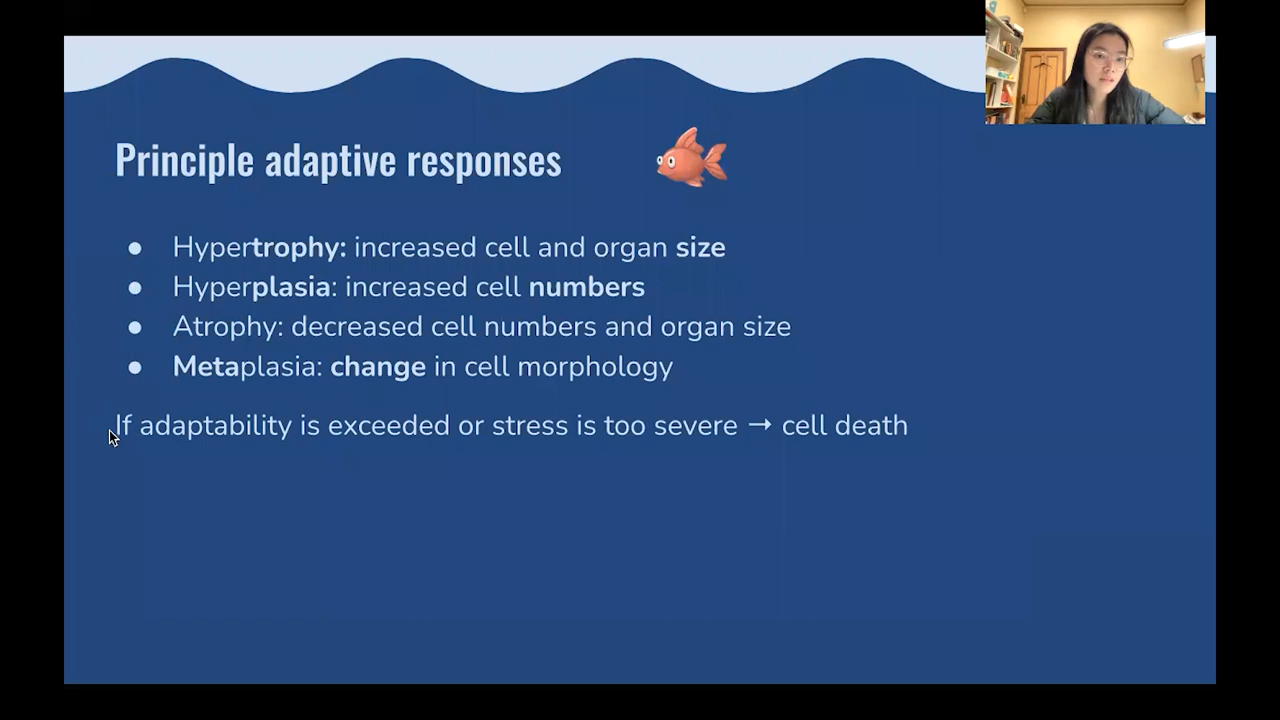 Principle adaptive responses
● Hypertrophy: increased cell and organ size
● Hyperplasia: increased cell numbers
● Atrophy: decreased cell numbers and organ size
● Metaplasia: change in cell morphology
If adaptability is exceeded or stress is too severe → cell death